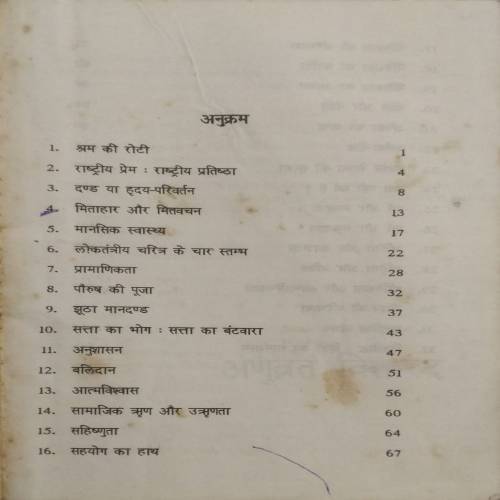 अनुक्रम
1. श्रम की रोटी 1
2. राष्ट्रीय प्रेम : राष्ट्रीय प्रतिष्ठा 4
3. दण्ड या हृदय-परिवर्तन 8
4. मिताहार और मितवचन 13
5. मानसिक स्वास्थ्य 17
6. लोकतंत्रीय चरित्र के चार स्तम्भ 22
7. प्रामाणिकता 28
8. पौरुष की पूजा 32
9. झूठा मानदण्ड 37
10. सत्ता का भोग : सत्ता का बंटवारा 43
11. अनुशासन 47
12. बलिदान 51
13. आत्मविश्वास 56
14. सामाजिक ऋण और उऋणता 60
15. सहिष्णुता 64
16. सहयोग का हाथ 67